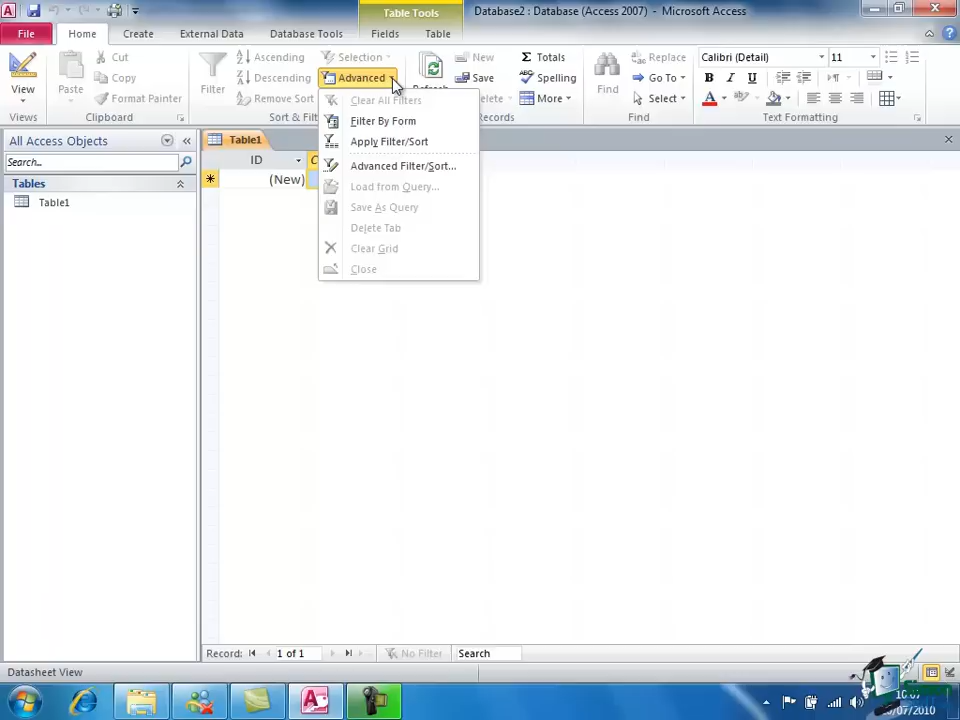 Table Tools
Database2 : Database (Access 2007) - Microsoft Access
File Home Create External Data Database Tools Fields Table
View
Paste
Cut
Copy
Format Painter
Filter
Ascending
Descending
Remove Sort
Selection
Advanced
New
Save
Totals
Spelling
More
Find
Replace
Go To
Select
Calibri (Detail) 11
B I U
A
Views Clipboard Records Find Text Formatting
Clear All Filters
Filter By Form
Apply Filter/Sort
Advanced Filter/Sort...
Load from Query...
Save As Query
Delete Tab
Clear Grid
Close
All Access Objects
Search...
Tables
Table1
Table1
ID
(New)
Record: 1 of 1 No Filter Search
Datasheet View